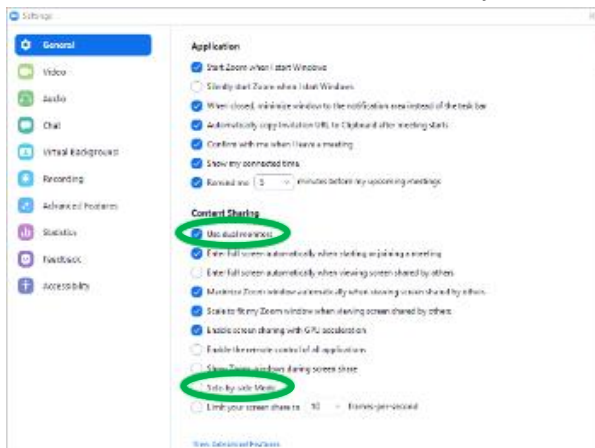 Settings
General
Video
Audio
Chat
Virtual Background
Recording
Advanced Features
Statistics
Feedback
Accessibility
Application
Start Zoom when I start Windows
Silently start Zoom when I start Windows
When closed, minimize window to the notification area instead of the task bar
Automatically copy Invitation URL to Clipboard after meeting starts
Confirm with me when I leave a meeting
Show my connected time
Remind me 5 minutes before my upcoming meetings
Content Sharing
Use dual monitors
Enter full screen automatically when starting or joining a meeting
Enter full screen automatically when viewing screen shared by others
Maximize Zoom window automatically when viewing screen shared by others
Scale to fit my Zoom window when viewing screen shared by others
Enable screen sharing with GPU acceleration
Enable the remote control of all applications
Show Zoom windows during screen share
Side-by-side Mode
Limit your screen share to 10 frames-per-second
View Advanced Features